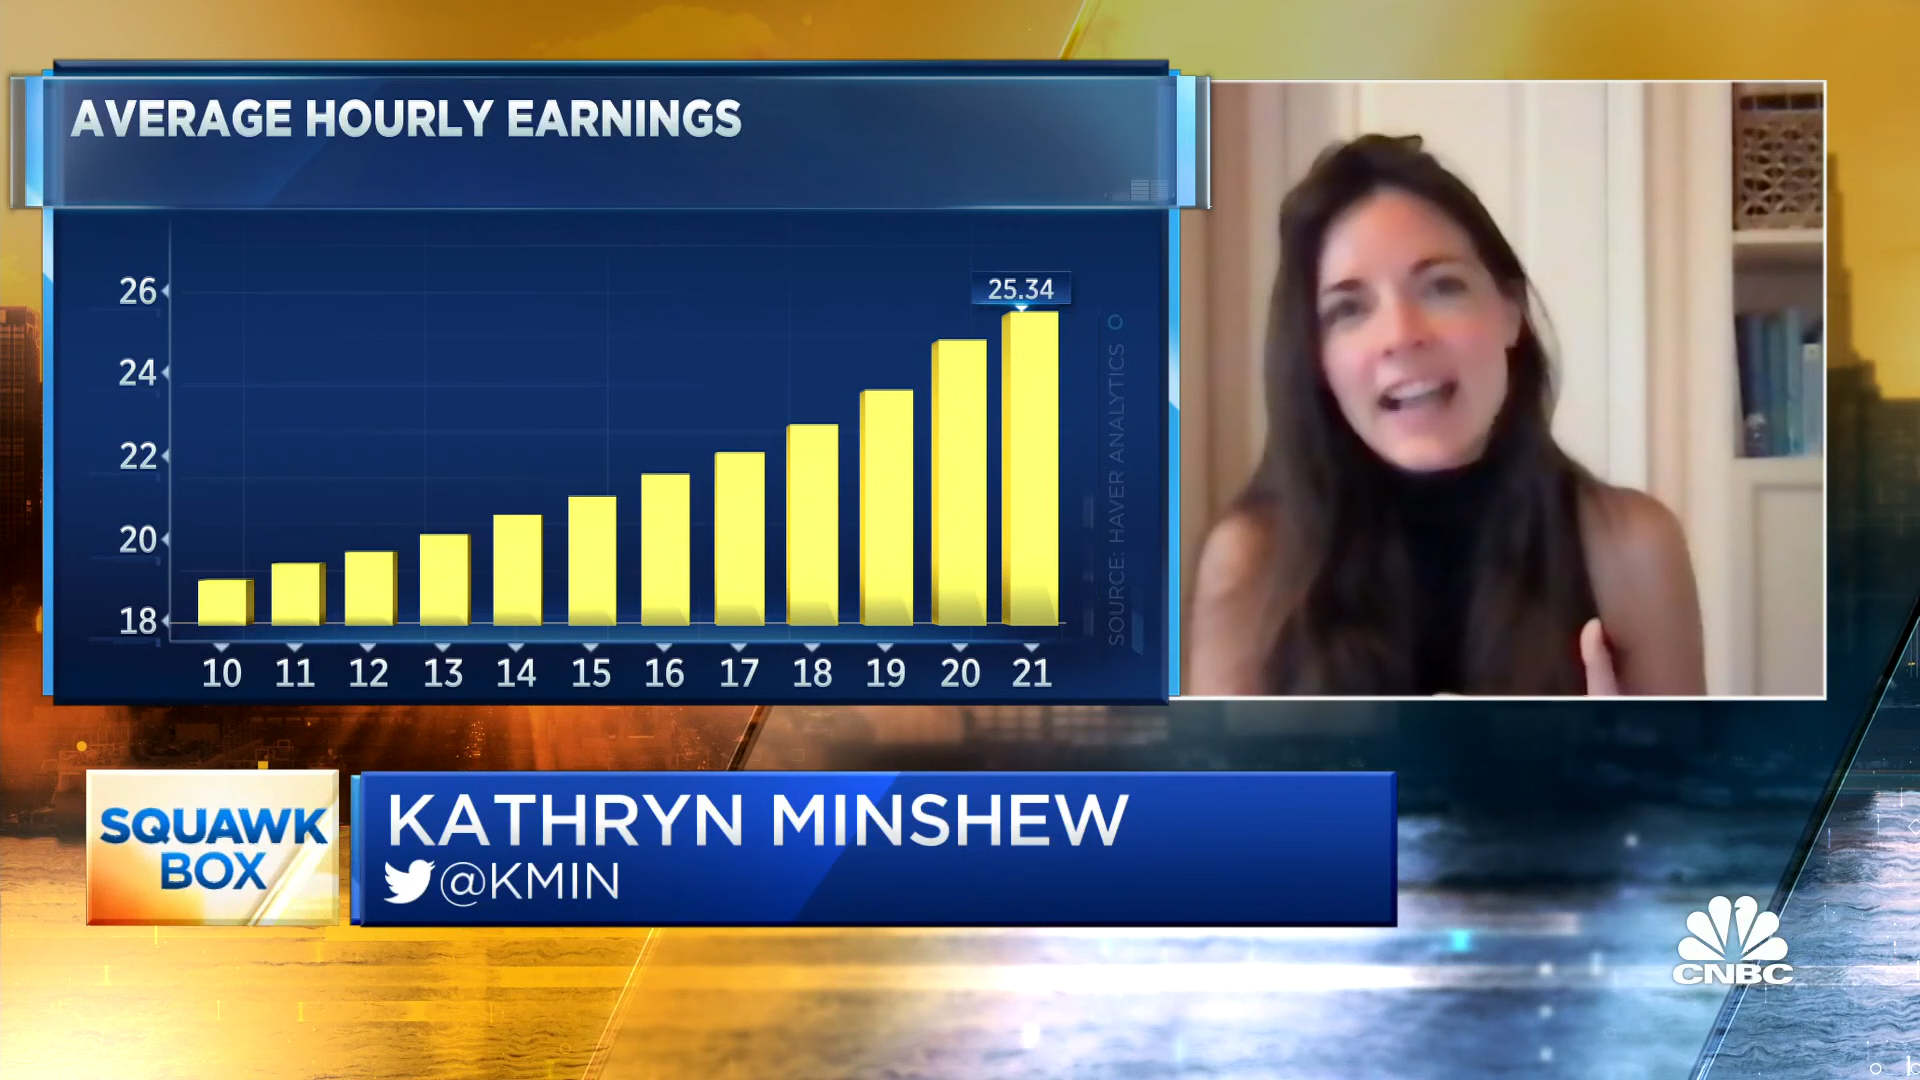 AVERAGE HOURLY EARNINGS
25.34
26
24
22
20
18
10 11 12 13 14 15 16 17 18 19 20 21
SOURCE: HAVER ANALYTICS
SQUAWK
BOX
KATHRYN MINSHEW
@KMIN
CNBC